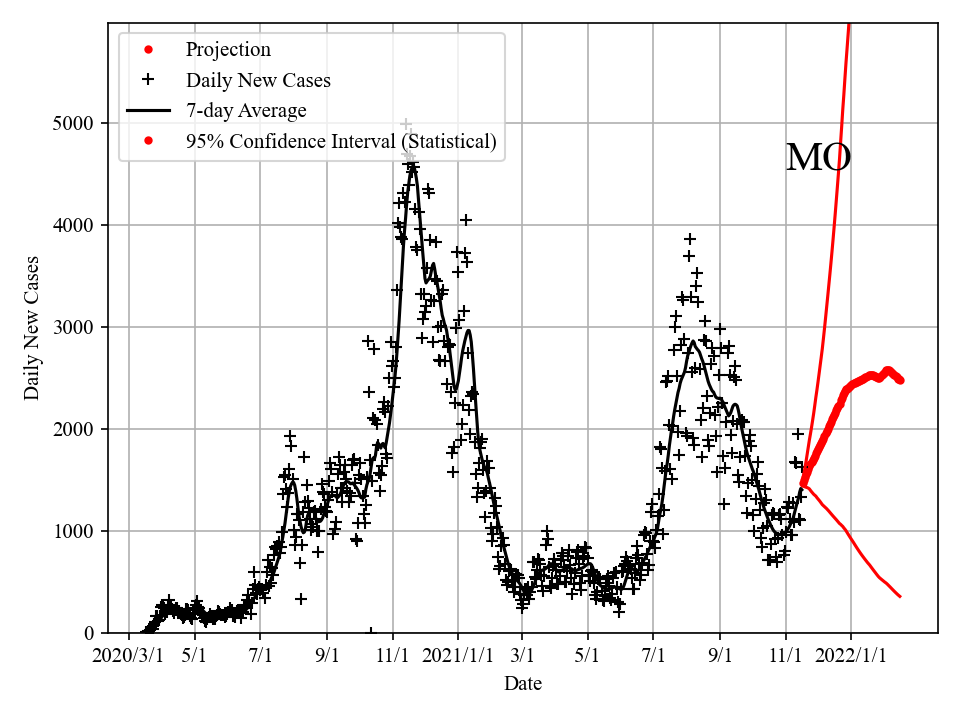 Projection
Daily New Cases
7-day Average
95% Confidence Interval (Statistical)
MO
5000
4000
3000
2000
1000
0
Daily New Cases
2020/3/1 5/1 7/1 9/1 11/1 2021/1/1 3/1 5/1 7/1 9/1 11/1 2022/1/1
Date